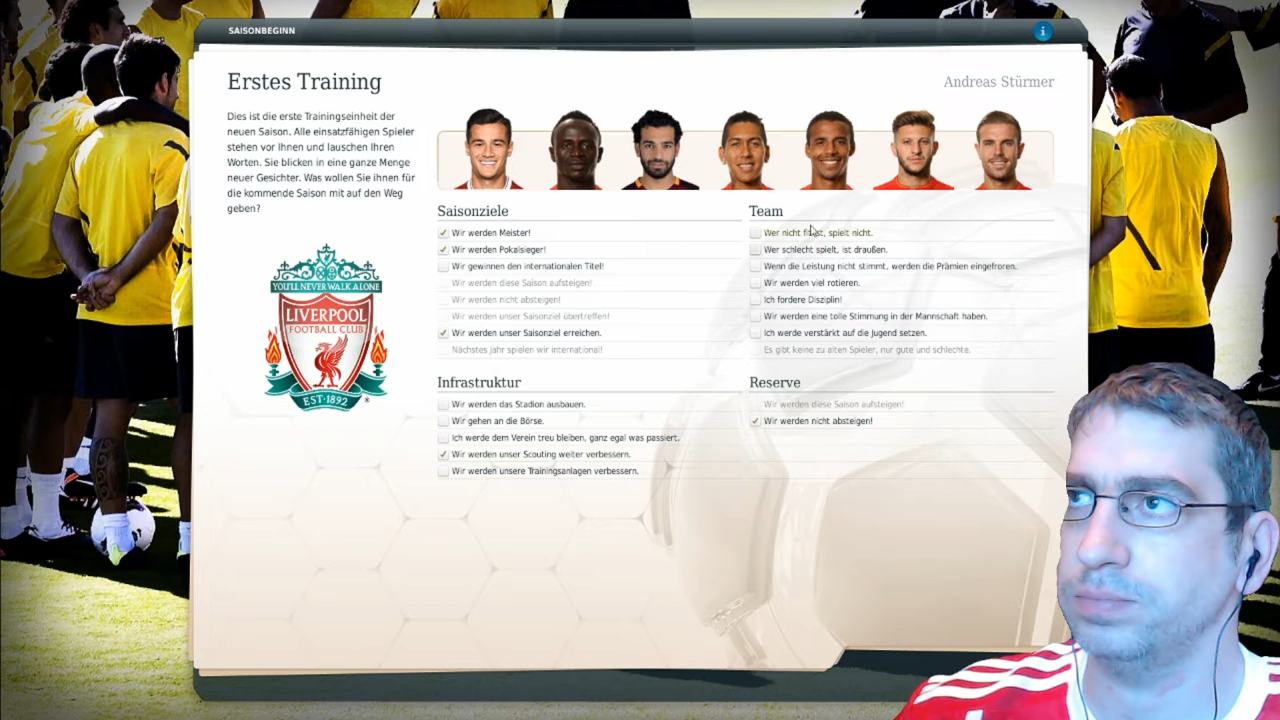 SAISONBEGINN
Erstes Training
Andreas Stürmer
Dies ist die erste Trainingseinheit der
neuen Saison. Alle einsatzfähigen Spieler
stehen vor Ihnen und lauschen Ihren
Worten. Sie blicken in eine ganze Menge
neuer Gesichter. Was wollen Sie ihnen für
die kommende Saison mit auf den Weg
geben?
YOU'LL NEVER WALK ALONE
LIVERPOOL
FOOTBALL CLUB
EST·1892
Saisonziele
Wir werden Meister!
Wir werden Pokalsieger!
Wir gewinnen den internationalen Titel!
Wir werden diese Saison aufsteigen!
Wir werden nicht absteigen!
Wir werden unser Saisonziel übertreffen!
Wir werden unser Saisonziel erreichen.
Nächstes Jahr spielen wir international!
Team
Wer nicht fi st, spielt nicht.
Wer schlecht spielt, ist draußen.
Wenn die Leistung nicht stimmt, werden die Prämien eingefroren.
Wir werden viel rotieren.
Ich fordere Disziplin!
Wir werden eine tolle Stimmung in der Mannschaft haben.
Ich werde verstärkt auf die Jugend setzen.
Es gibt keine zu alten Spieler, nur gute und schlechte.
Infrastruktur
Wir werden das Stadion ausbauen.
Wir gehen an die Börse.
Ich werde dem Verein treu bleiben, ganz egal was passiert.
Wir werden unser Scouting weiter verbessern.
Wir werden unsere Trainingsanlagen verbessern.
Reserve
Wir werden diese Saison aufsteigen!
Wir werden nicht absteigen!